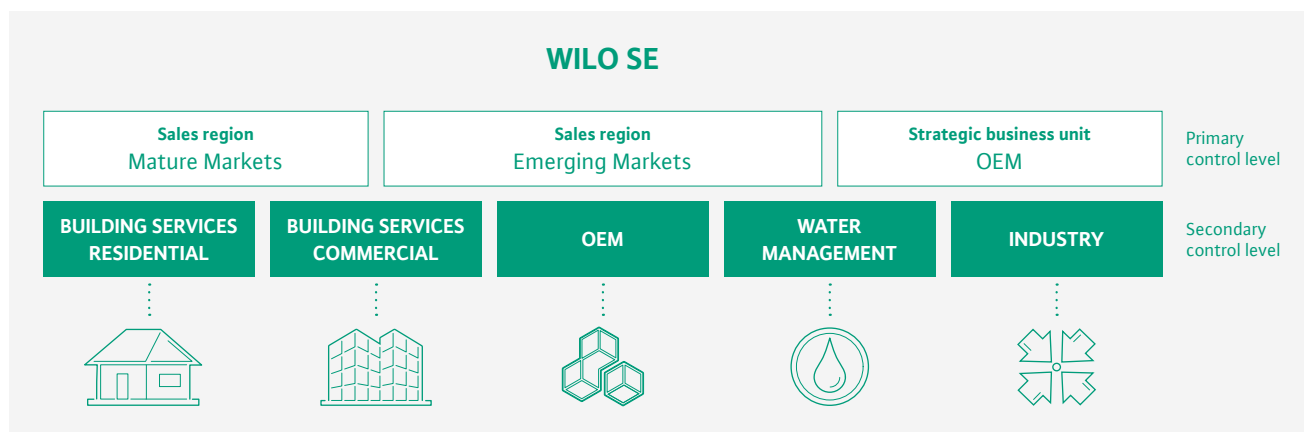 WILO SE
Sales region
Mature Markets
Sales region
Emerging Markets
Strategic business unit
OEM
Primary
control level
BUILDING SERVICES
RESIDENTIAL
BUILDING SERVICES
COMMERCIAL
OEM
WATER
MANAGEMENT
INDUSTRY
Secondary
control level